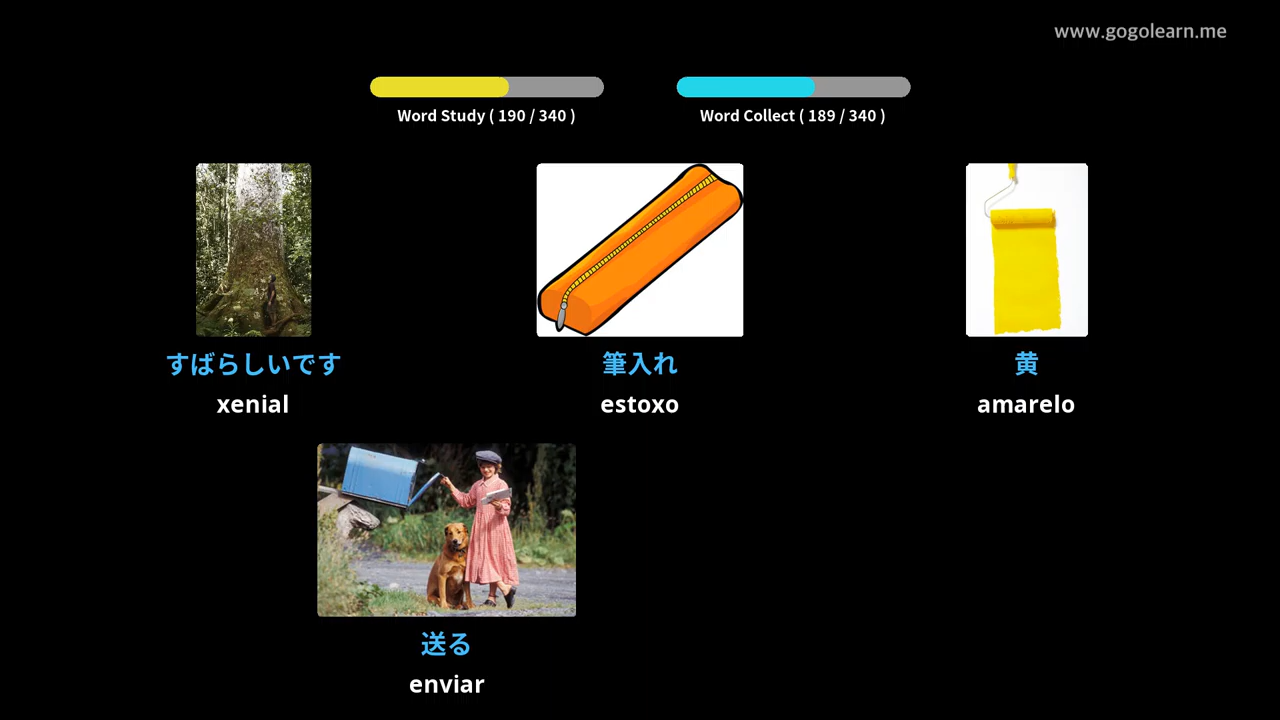 www.gogolearn.me
Word Study ( 190 / 340 )
Word Collect ( 189 / 340 )
すばらしいです
xenial
筆入れ
estoxo
黄
amarelo
送る
enviar